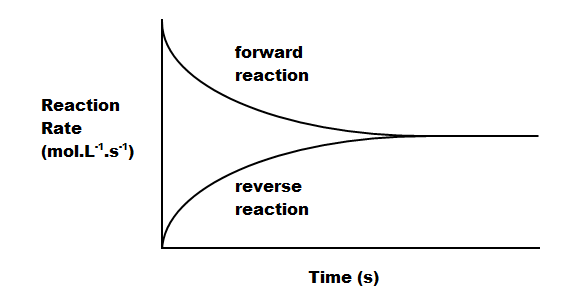 forward
reaction
Reaction
Rate
(mol.L⁻¹.s⁻¹)
reverse
reaction
Time (s)